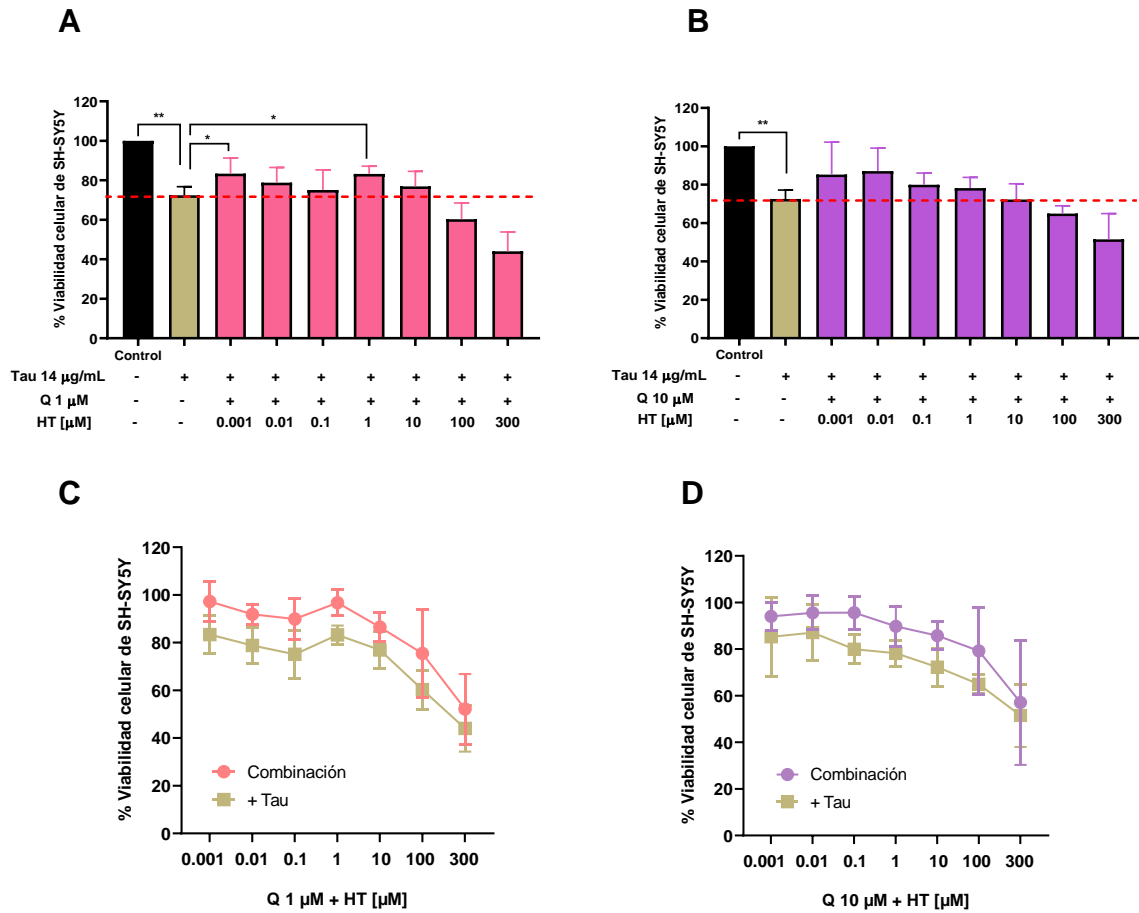 A
% Viabilidad celular de SH-SY5Y
120
100
80
60
40
20
0
**
*
*
Control
Tau 14 µg/mL - + + + + + + + +
Q 1 µM - - + + + + + + +
HT [µM] - - 0.001 0.01 0.1 1 10 100 300
B
% Viabilidad celular de SH-SY5Y
120
100
80
60
40
20
0
**
Control
Tau 14 µg/mL - + + + + + + + +
Q 10 µM - - + + + + + + +
HT [µM] - - 0.001 0.01 0.1 1 10 100 300
C
% Viabilidad celular de SH-SY5Y
120
100
80
60
40
20
0
Combinación
+ Tau
0.001 0.01 0.1 1 10 100 300
Q 1 µM + HT [µM]
D
% Viabilidad celular de SH-SY5Y
120
100
80
60
40
20
0
Combinación
+ Tau
0.001 0.01 0.1 1 10 100 300
Q 10 µM + HT [µM]